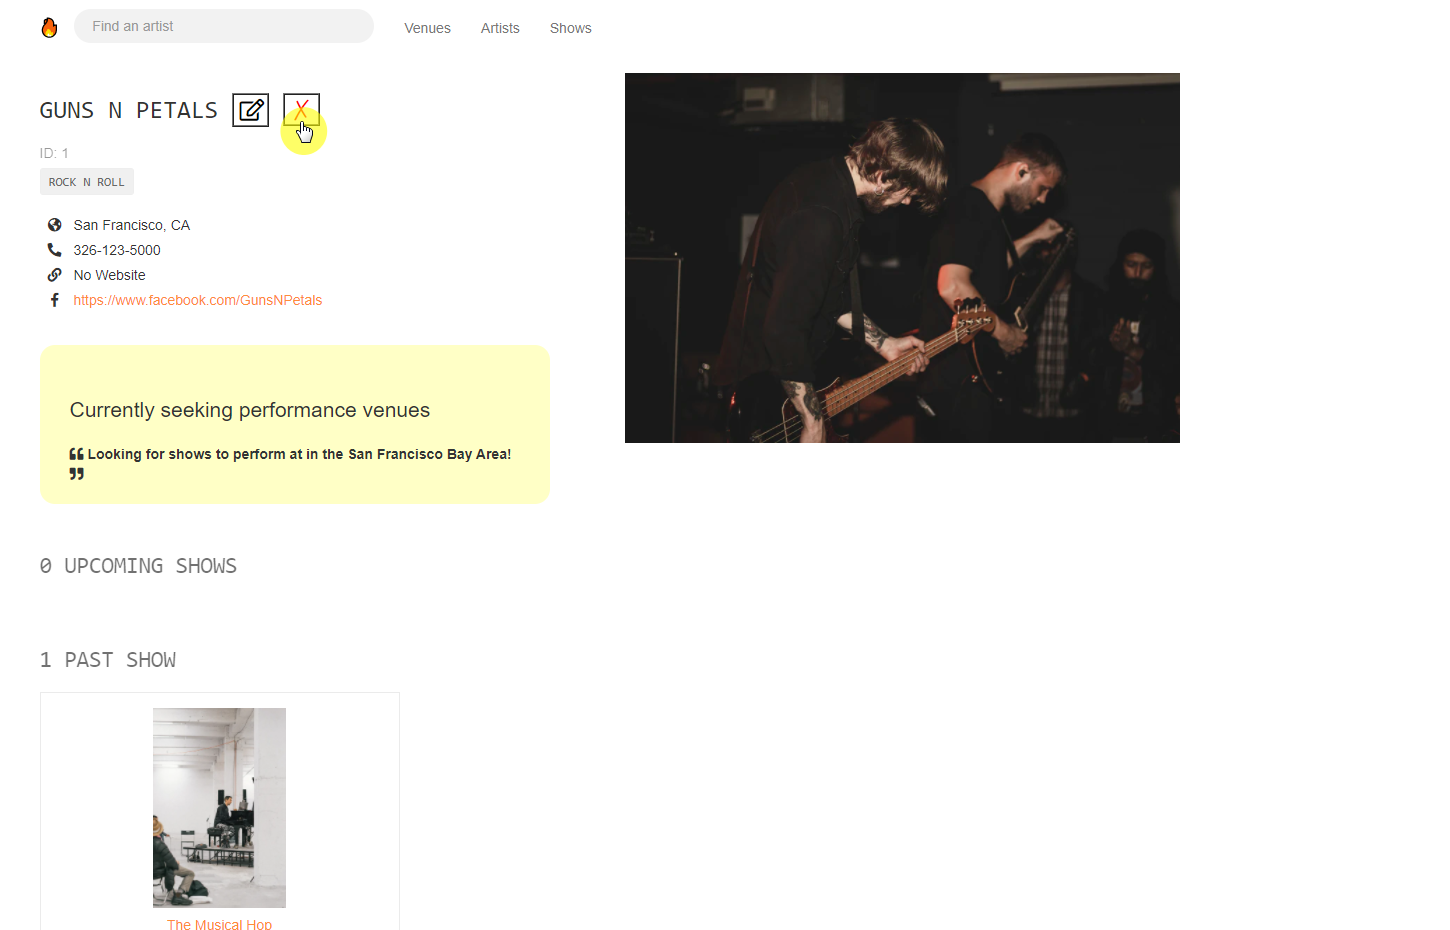 Find an artist
Venues
Artists
Shows
GUNS N PETALS
X
ID: 1
ROCK N ROLL
San Francisco, CA
326-123-5000
No Website
https://www.facebook.com/GunsNPetals
Currently seeking performance venues
“ Looking for shows to perform at in the San Francisco Bay Area!
”
0 UPCOMING SHOWS
1 PAST SHOW
The Musical Hop